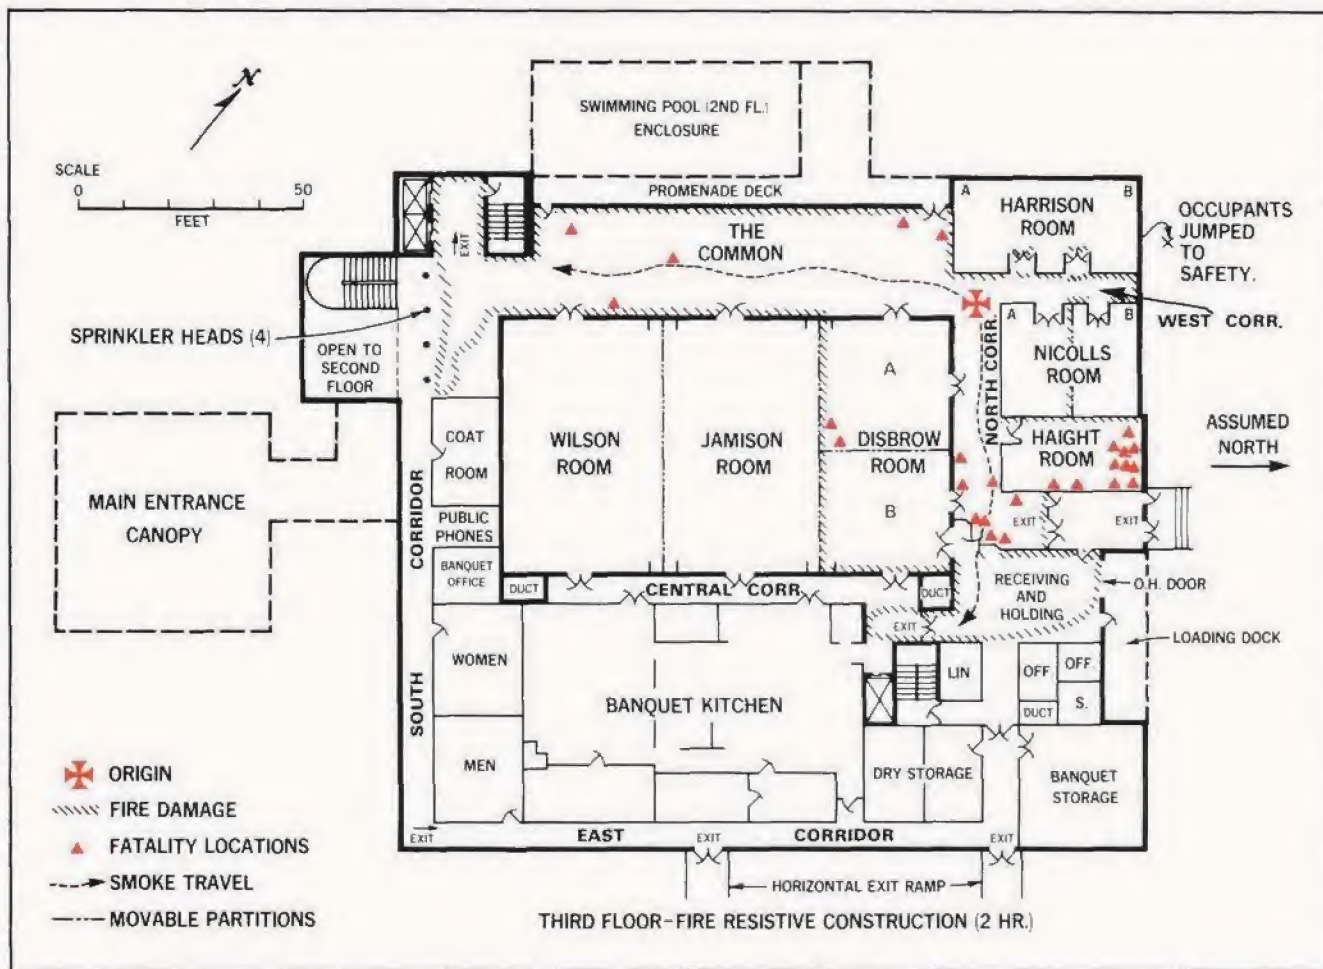 N
SCALE
0 50
FEET
SWIMMING POOL (2ND FL.)
ENCLOSURE
PROMENADE DECK
A B
HARRISON
ROOM
OCCUPANTS
JUMPED
TO
SAFETY.
THE
COMMON
EXIT
WEST CORR.
SPRINKLER HEADS (4)
OPEN TO
SECOND
FLOOR
A B
NICOLLS
ROOM
NORTH CORR.
A
COAT
ROOM
WILSON
ROOM
JAMISON
ROOM
DISBROW
ROOM
B
HAIGHT
ROOM
ASSUMED
NORTH
MAIN ENTRANCE
CANOPY
CORRIDOR
PUBLIC
PHONES
BANQUET
OFFICE
EXIT
EXIT
DUCT
CENTRAL CORR.
DUCT
RECEIVING
AND
HOLDING
O.H. DOOR
EXIT
LOADING DOCK
WOMEN
LIN
OFF
OFF.
S.
DUCT
SOUTH
BANQUET KITCHEN
MEN
DRY STORAGE
BANQUET
STORAGE
ORIGIN
FIRE DAMAGE
FATALITY LOCATIONS
SMOKE TRAVEL
MOVABLE PARTITIONS
EXIT
EAST CORRIDOR
EXIT
EXIT
HORIZONTAL EXIT RAMP
THIRD FLOOR-FIRE RESISTIVE CONSTRUCTION (2 HR.)